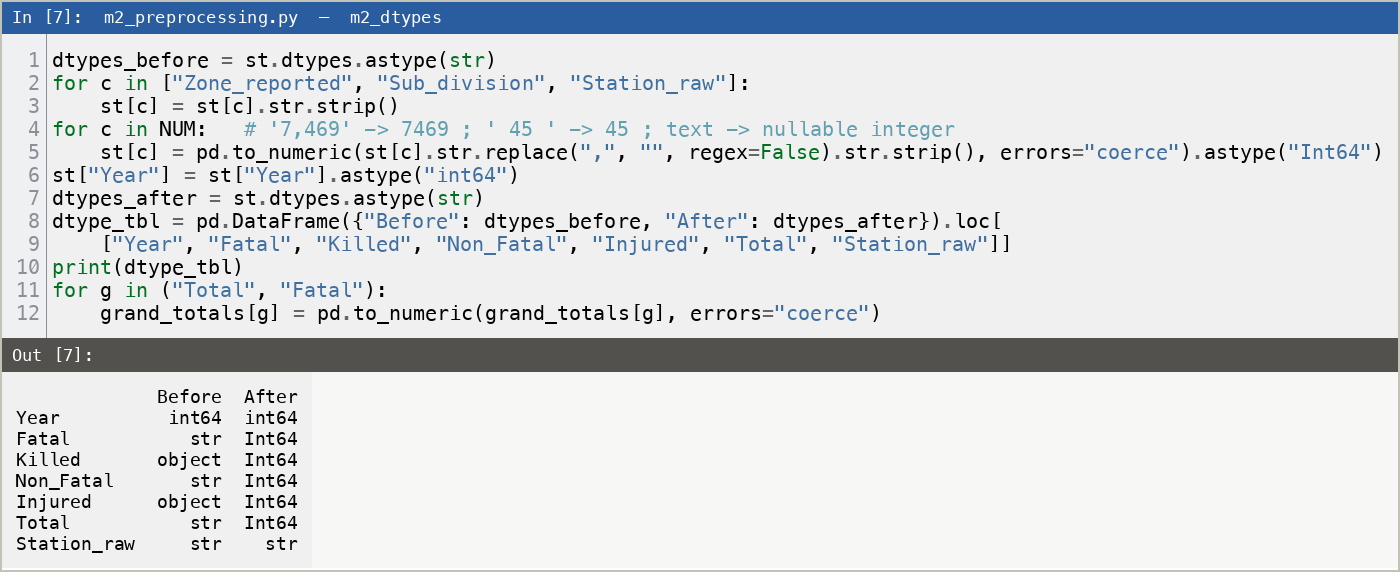 In [7]:  m2_preprocessing.py  —  m2_dtypes
1 dtypes_before = st.dtypes.astype(str)
2 for c in ["Zone_reported", "Sub_division", "Station_raw"]:
3     st[c] = st[c].str.strip()
4 for c in NUM:   # '7,469' -> 7469 ; ' 45 ' -> 45 ; text -> nullable integer
5     st[c] = pd.to_numeric(st[c].str.replace(",", "", regex=False).str.strip(), errors="coerce").astype("Int64")
6 st["Year"] = st["Year"].astype("int64")
7 dtypes_after = st.dtypes.astype(str)
8 dtype_tbl = pd.DataFrame({"Before": dtypes_before, "After": dtypes_after}).loc[
9     ["Year", "Fatal", "Killed", "Non_Fatal", "Injured", "Total", "Station_raw"]]
10 print(dtype_tbl)
11 for g in ("Total", "Fatal"):
12     grand_totals[g] = pd.to_numeric(grand_totals[g], errors="coerce")
Out [7]:
             Before  After
Year          int64  int64
Fatal           str  Int64
Killed       object  Int64
Non_Fatal       str  Int64
Injured      object  Int64
Total           str  Int64
Station_raw     str    str